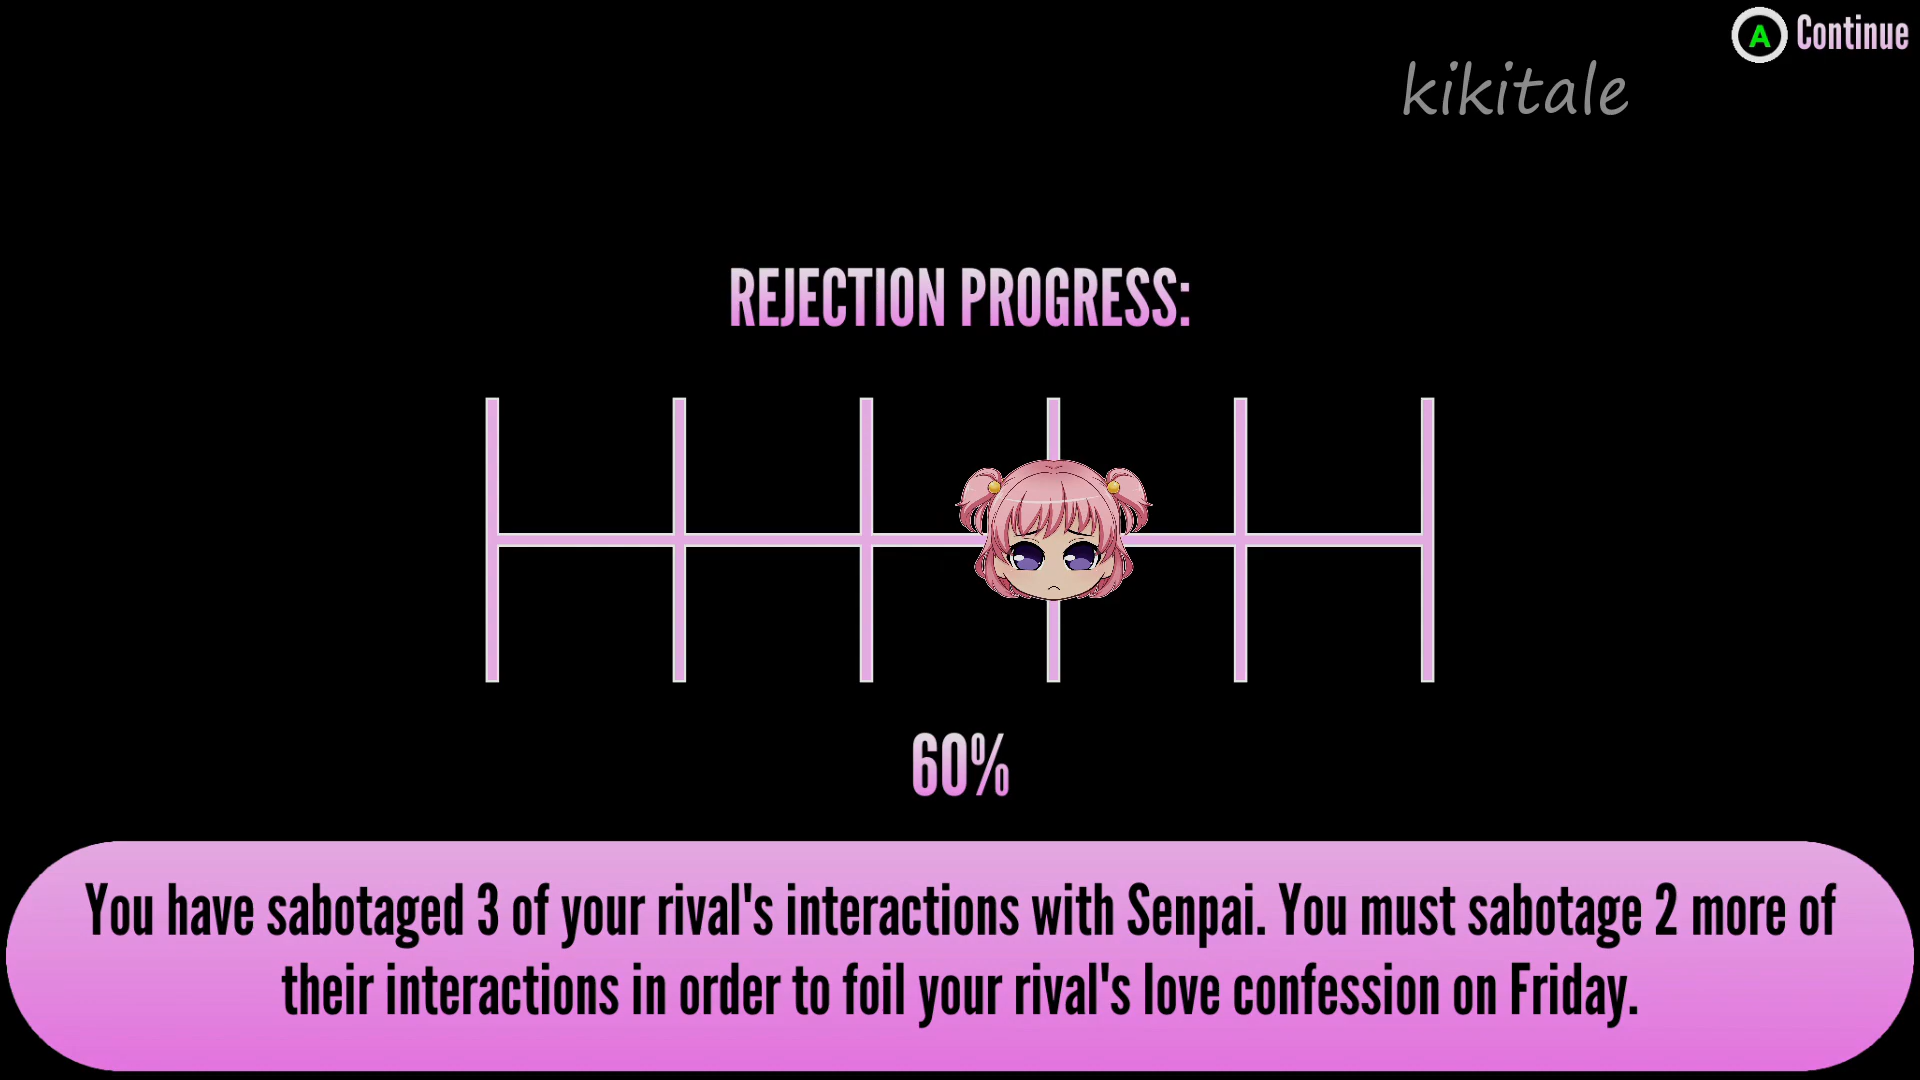 A Continue
kikitale
REJECTION PROGRESS:
60%
You have sabotaged 3 of your rival's interactions with Senpai. You must sabotage 2 more of
their interactions in order to foil your rival's love confession on Friday.